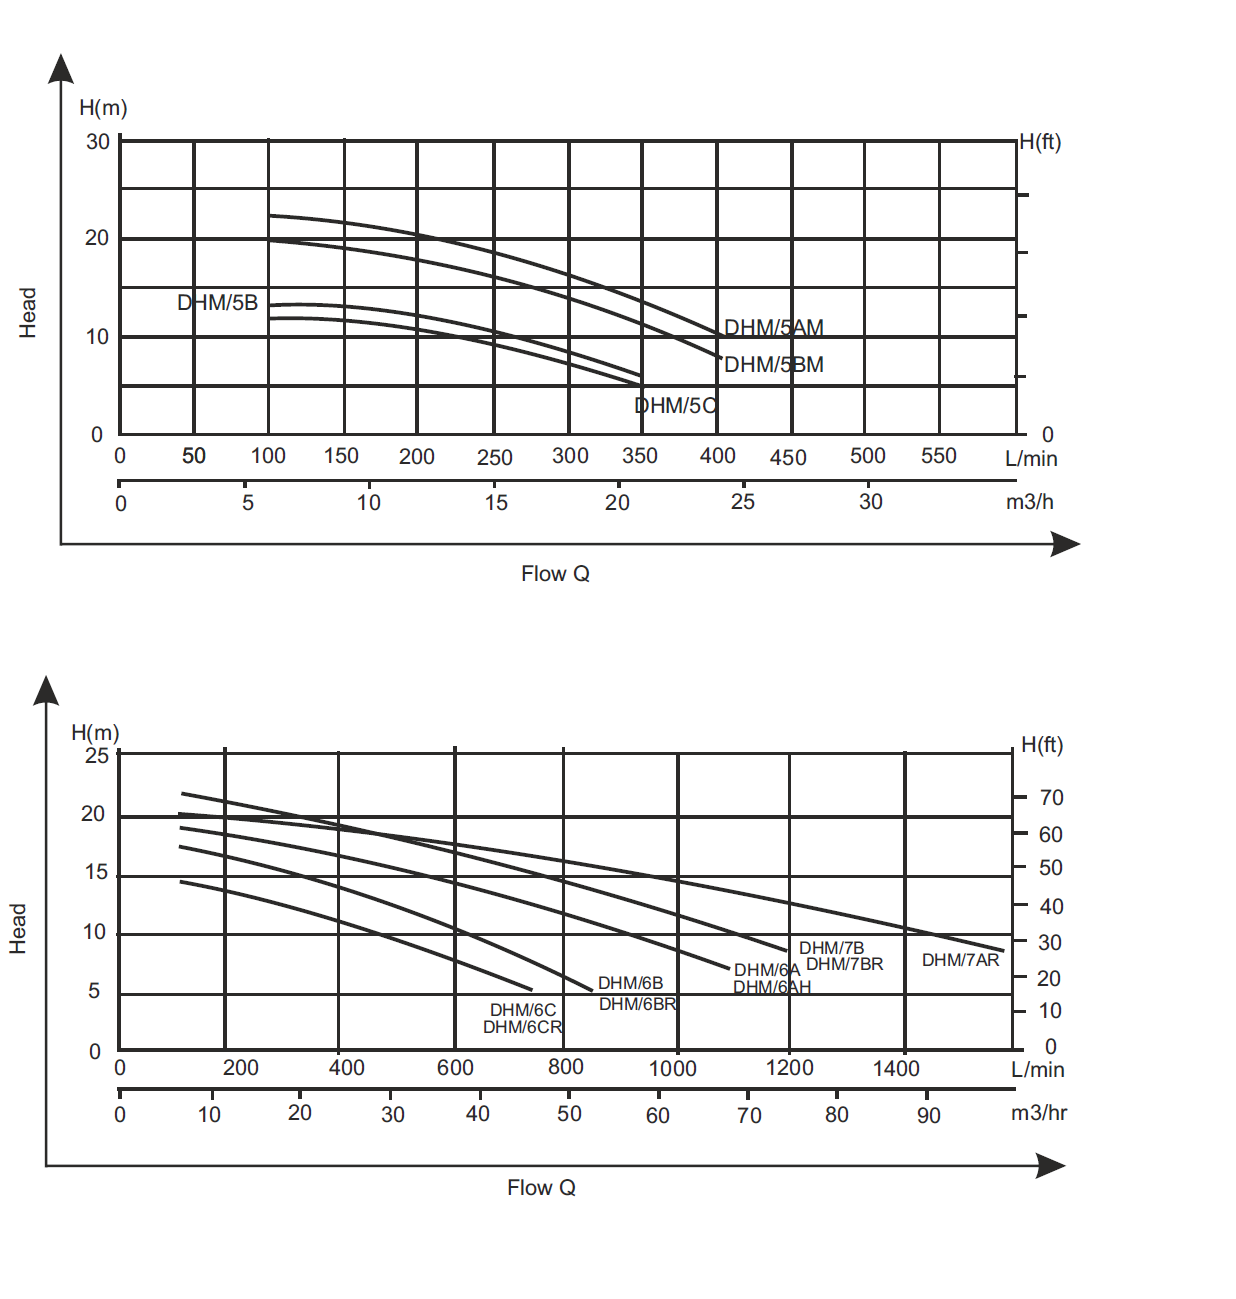 H(m)
30
H(ft)
20
DHM/5B
Head
10
DHM/5AM
DHM/5BM
DHM/5C
0
0
0 50 100 150 200 250 300 350 400 450 500 550 L/min
0 5 10 15 20 25 30 m3/h
Flow Q
H(m)
H(ft)
25
70
20
60
15
50
40
Head
10
30
DHM/7B
DHM/7BR
DHM/7AR
DHM/6A
DHM/6AH
20
5
DHM/6B
DHM/6BR
10
DHM/6C
DHM/6CR
0
0
0 200 400 600 800 1000 1200 1400 L/min
0 10 20 30 40 50 60 70 80 90 m3/hr
Flow Q